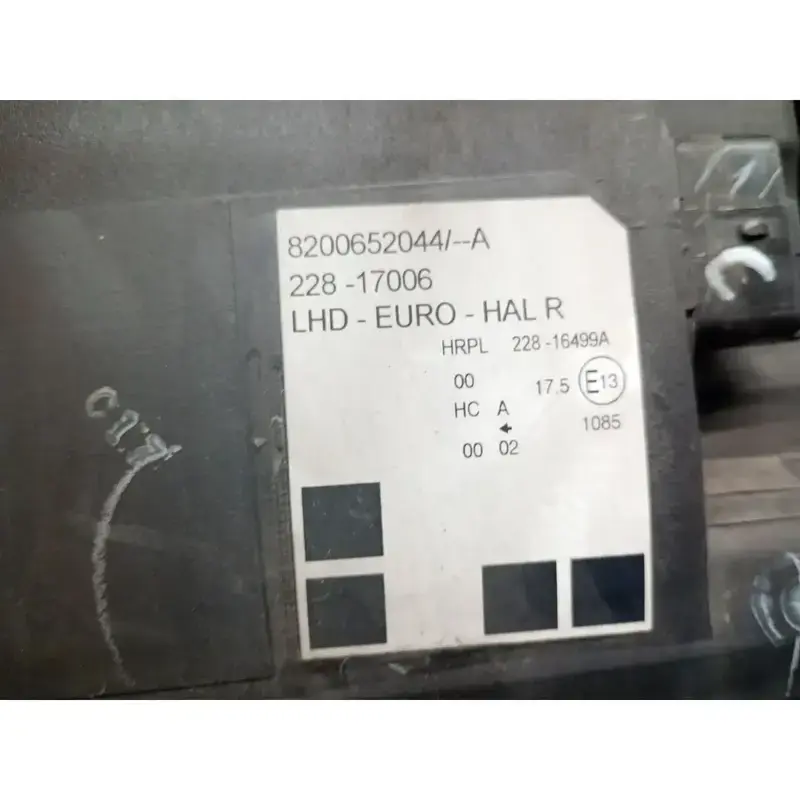 8200652044/--A
228 -17006
LHD - EURO - HAL R
HRPL 228 -16499A
00 17.5 E13
HC A
1085
00 02